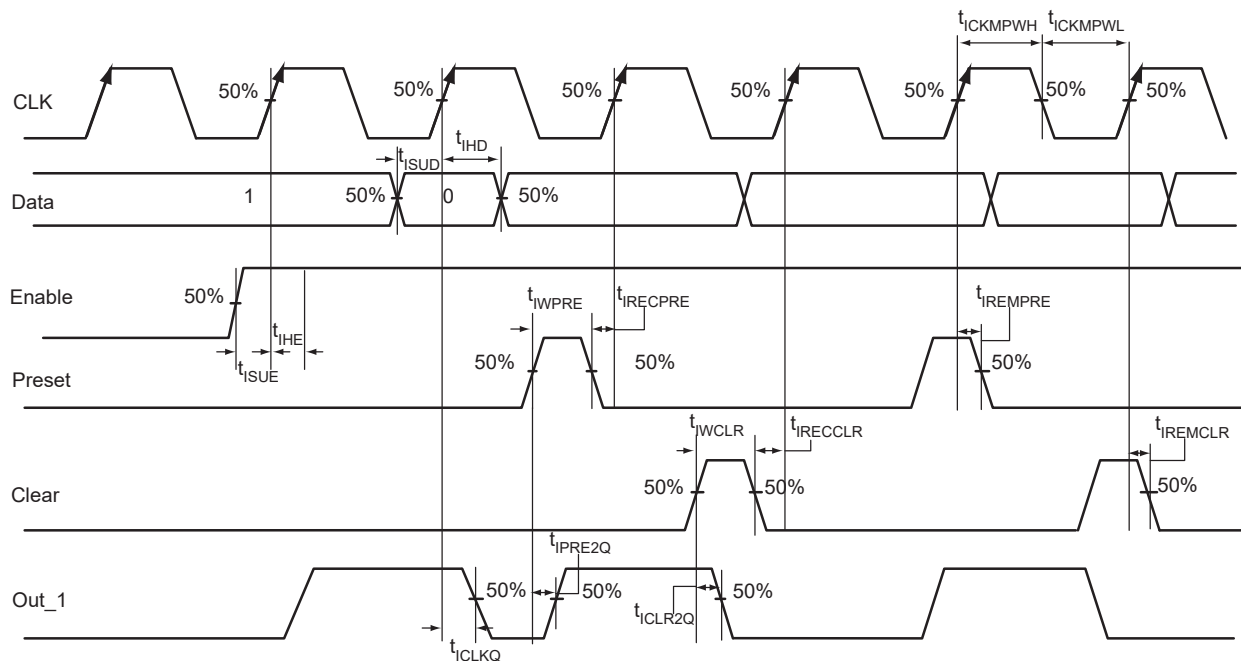 tICKMPWH tICKMPWL
CLK 50% 50% 50% 50% 50% 50% 50%
tISUD tIHD
Data 1 50% 0 50%
Enable 50%
tIHE
tISUE
tIWPRE tIRECPRE tIREMPRE
Preset 50% 50% 50%
tIWCLR tIRECCLR tIREMCLR
Clear 50% 50% 50%
tIPRE2Q
Out_1 50% 50% 50%
tICLR2Q
tICLKQ